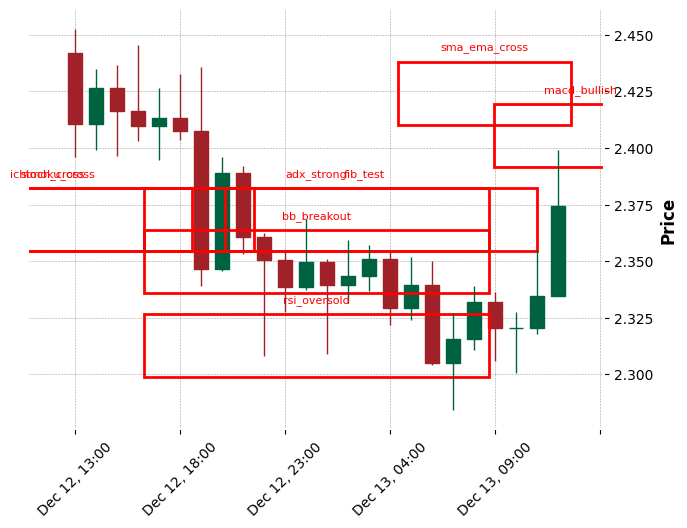 sma_ema_cross
macd_bullish
ichimoku_cross
adx_strong
fib_test
bb_breakout
rsi_oversold
2.450
2.425
2.400
2.375
2.350
2.325
2.300
Price
Dec 12, 13:00
Dec 12, 18:00
Dec 12, 23:00
Dec 13, 04:00
Dec 13, 09:00